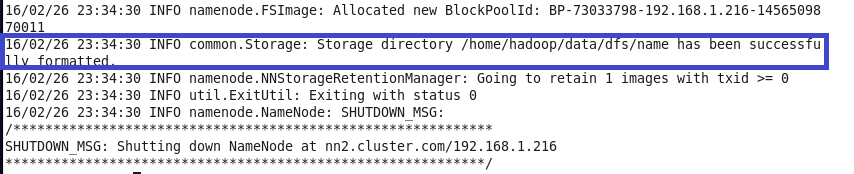 16/02/26 23:34:30 INFO namenode.FSImage: Allocated new BlockPoolId: BP-73033798-192.168.1.216-14565098
70011
16/02/26 23:34:30 INFO common.Storage: Storage directory /home/hadoop/data/dfs/name has been successfu
lly formatted.
16/02/26 23:34:30 INFO namenode.NNStorageRetentionManager: Going to retain 1 images with txid >= 0
16/02/26 23:34:30 INFO util.ExitUtil: Exiting with status 0
16/02/26 23:34:30 INFO namenode.NameNode: SHUTDOWN_MSG:
/************************************************************
SHUTDOWN_MSG: Shutting down NameNode at nn2.cluster.com/192.168.1.216
************************************************************/